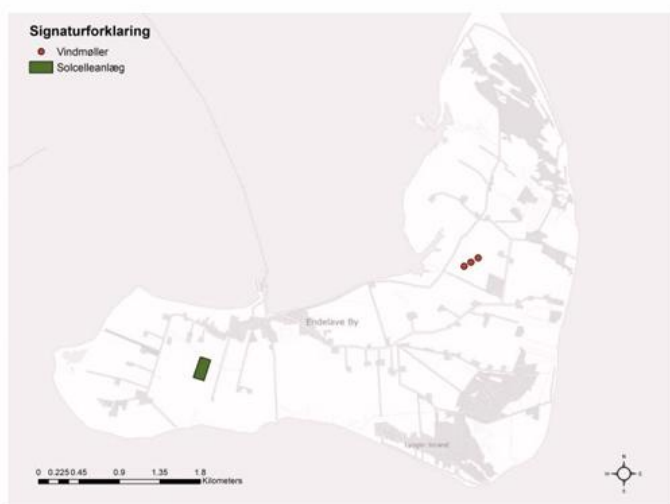 Signaturforklaring
Vindmøller
Solcelleanlæg
Endelave By
0 0.225 0.45 0.9 1.35 1.8
Kilometers
N
E
S